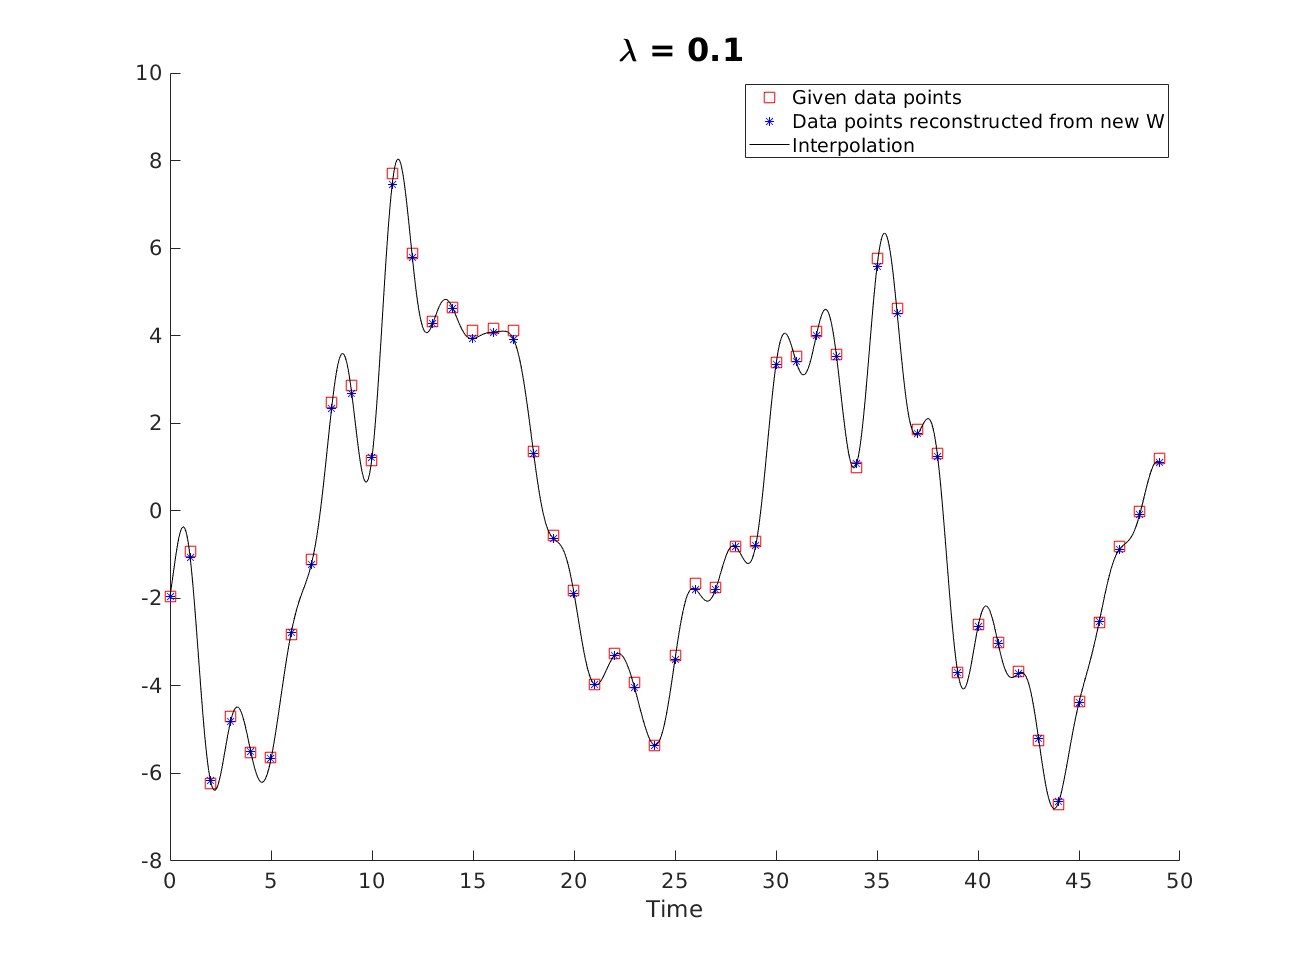 λ = 0.1
Given data points
Data points reconstructed from new W
Interpolation
10
8
6
4
2
0
-2
-4
-6
-8
0 5 10 15 20 25 30 35 40 45 50
Time